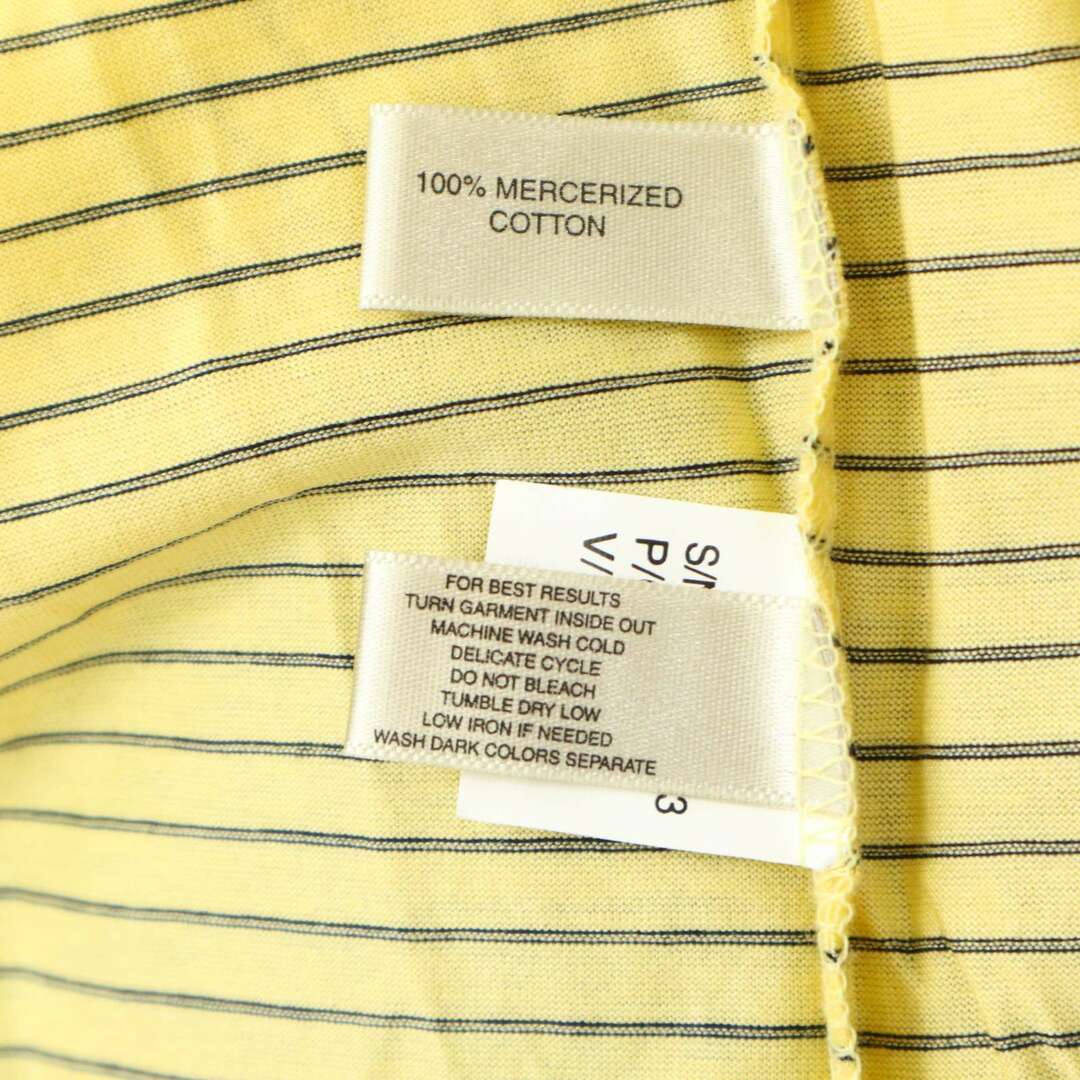 100% MERCERIZED
COTTON
FOR BEST RESULTS
TURN GARMENT INSIDE OUT
MACHINE WASH COLD
DELICATE CYCLE
DO NOT BLEACH
TUMBLE DRY LOW
LOW IRON IF NEEDED
WASH DARK COLORS SEPARATE